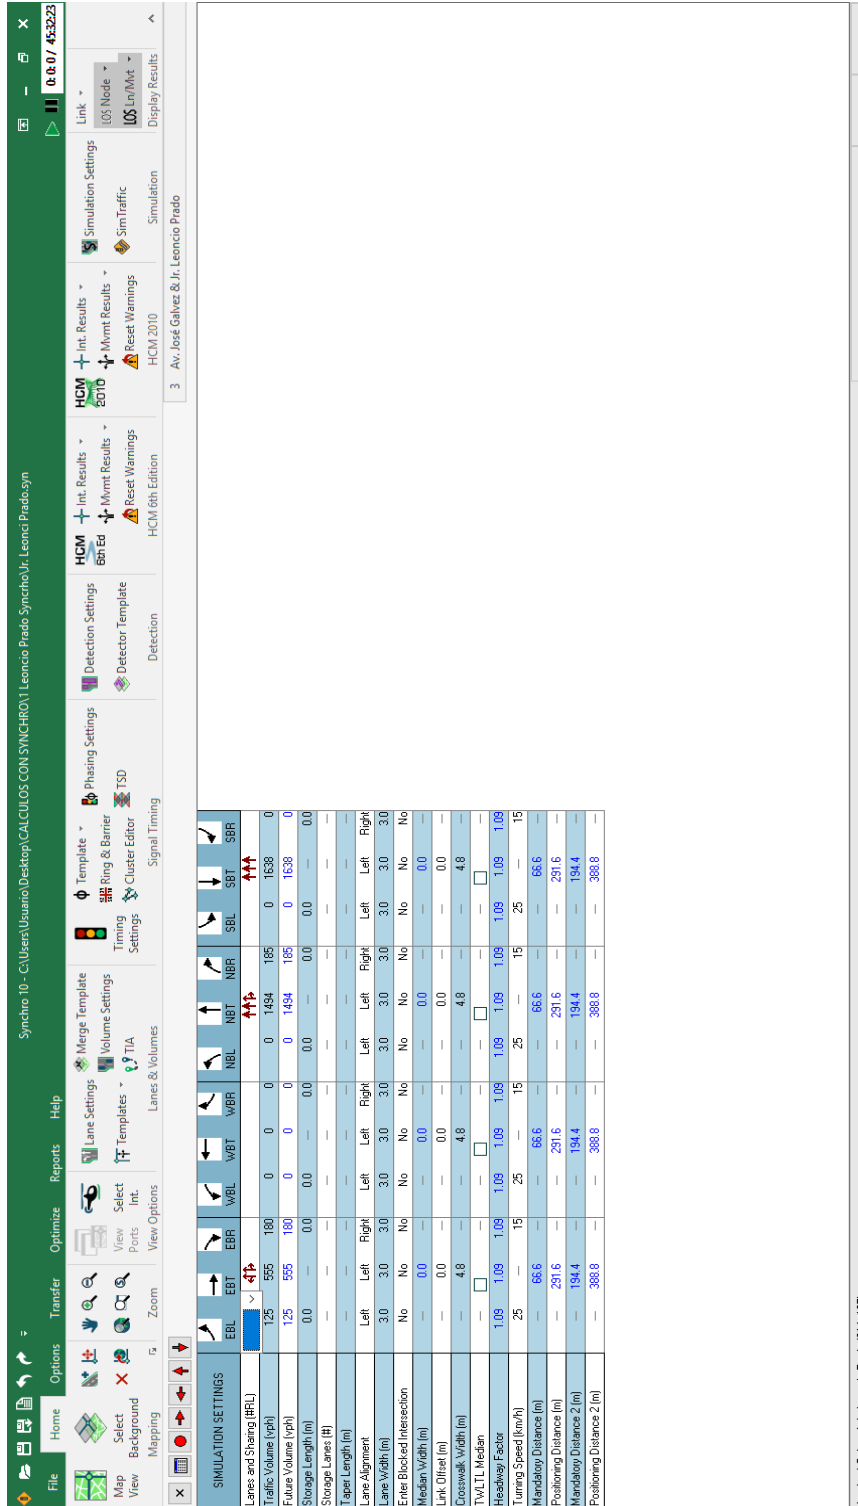 Synchro 10 - C:\Users\Usuario\Desktop\CALCULOS CON SYNCHRO\1 Leoncio Prado Syncrho\Jr. Leonci Prado.syn
File Home Options Transfer Optimize Reports Help
0: 0: 0 / 45:32:23
Map View
Select Background
Mapping
Zoom
View Ports
Select Int.
View Options
Lane Settings
Templates
Merge Template
Volume Settings
TIA
Lanes & Volumes
Timing Settings
Φ Template
Ring & Barrier
Cluster Editor
Phasing Settings
TSD
Signal Timing
Detection Settings
Detector Template
Detection
HCM 6th Ed
Int. Results
Mvmt Results
Reset Warnings
HCM 6th Edition
HCM 2010
Int. Results
Mvmt Results
Reset Warnings
HCM 2010
Simulation Settings
SimTraffic
Simulation
Link
LOS Node
LOS Ln/Mvt
Display Results
3 Av. José Galvez & Jr. Leoncio Prado
SIMULATION SETTINGS EBL EBT EBR WBL WBT WBR NBL NBT NBR SBL SBT SBR
Lanes and Sharing (#RL)
Traffic Volume (vph) 125 555 180 0 0 0 0 1494 185 0 1638 0
Future Volume (vph) 125 555 180 0 0 0 0 1494 185 0 1638 0
Storage Length (m) 0.0 — 0.0 0.0 — 0.0 0.0 — 0.0 0.0 — 0.0
Storage Lanes (#) — — — — — — — — — — — —
Taper Length (m) — — — — — — — — — — — —
Lane Alignment Left Left Right Left Left Right Left Left Right Left Left Right
Lane Width (m) 3.0 3.0 3.0 3.0 3.0 3.0 3.0 3.0 3.0 3.0 3.0 3.0
Enter Blocked Intersection No No No No No No No No No No No No
Median Width (m) — 0.0 — — 0.0 — — 0.0 — — 0.0 —
Link Offset (m) — 0.0 — — 0.0 — — 0.0 — — 0.0 —
Crosswalk Width (m) — 4.8 — — 4.8 — — 4.8 — — 4.8 —
TWLTL Median — — — — — — — —
Headway Factor 1.09 1.09 1.09 1.09 1.09 1.09 1.09 1.09 1.09 1.09 1.09 1.09
Turning Speed (km/h) 25 — 15 25 — 15 25 — 15 25 — 15
Mandatory Distance (m) — 66.6 — — 66.6 — — 66.6 — — 66.6 —
Positioning Distance (m) — 291.6 — — 291.6 — — 291.6 — — 291.6 —
Mandatory Distance 2 (m) — 194.4 — — 194.4 — — 194.4 — — 194.4 —
Positioning Distance 2 (m) — 388.8 — — 388.8 — — 388.8 — — 388.8 —